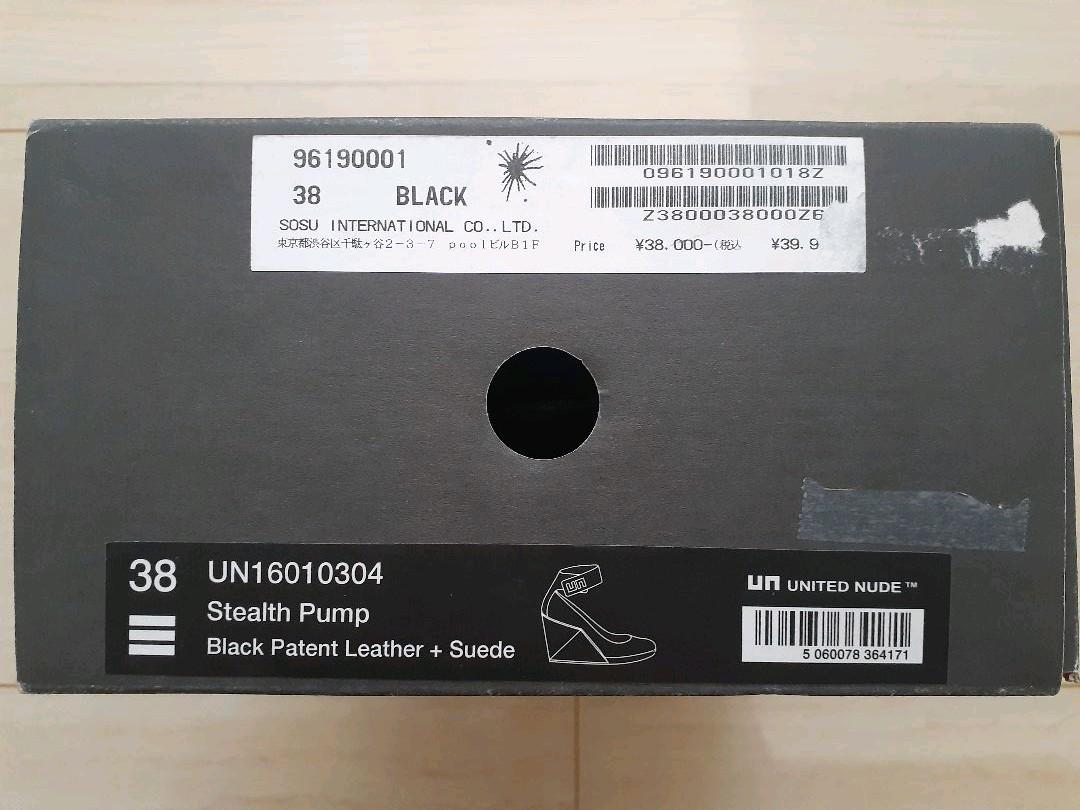 96190001
38 BLACK
SOSU INTERNATIONAL CO.,LTD.
東京都渋谷区千駄ヶ谷2-3-7 poolビルB1F
096190001018Z
Z3800038000Z6
Price ¥38.000-(税込 ¥39.9
38 UN16010304
Stealth Pump
Black Patent Leather + Suede
un
un UNITED NUDE™
5 060078 364171